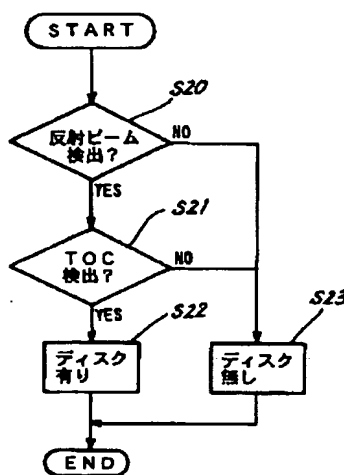 START
S20
反射ビーム
検出?
NO
YES
S21
TOC
検出?
NO
YES
S22
S23
ディスク
有り
ディスク
無し
END